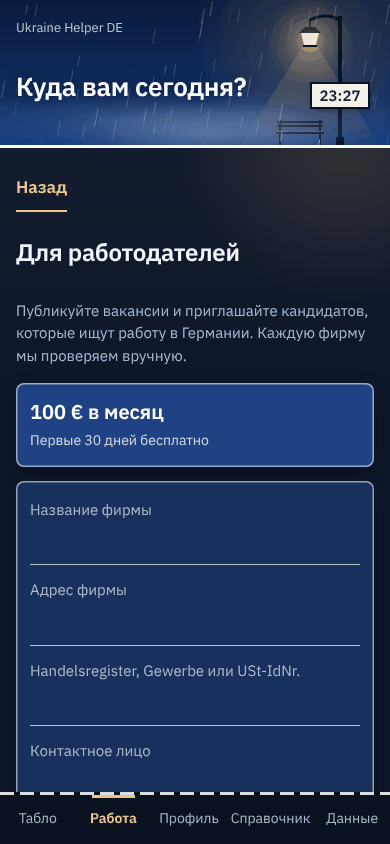 Ukraine Helper DE
Куда вам сегодня?
23:27
Назад
Для работодателей
Публикуйте вакансии и приглашайте кандидатов,
которые ищут работу в Германии. Каждую фирму
мы проверяем вручную.
100 € в месяц
Первые 30 дней бесплатно
Название фирмы
Адрес фирмы
Handelsregister, Gewerbe или USt-IdNr.
Контактное лицо
Табло
Работа
Профиль
Справочник
Данные